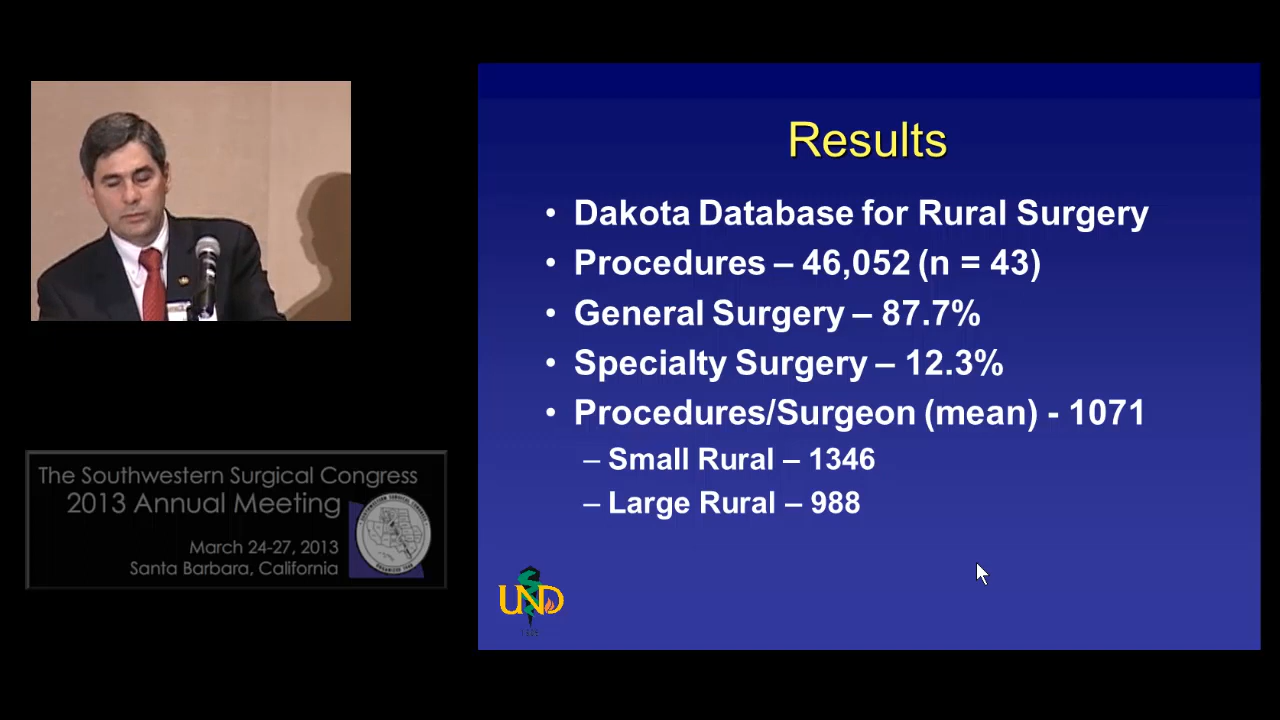 Results
• Dakota Database for Rural Surgery
• Procedures – 46,052 (n = 43)
• General Surgery – 87.7%
• Specialty Surgery – 12.3%
• Procedures/Surgeon (mean) - 1071
– Small Rural – 1346
– Large Rural – 988
UND
The Southwestern Surgical Congress
2013 Annual Meeting
March 24-27, 2013
Santa Barbara, California